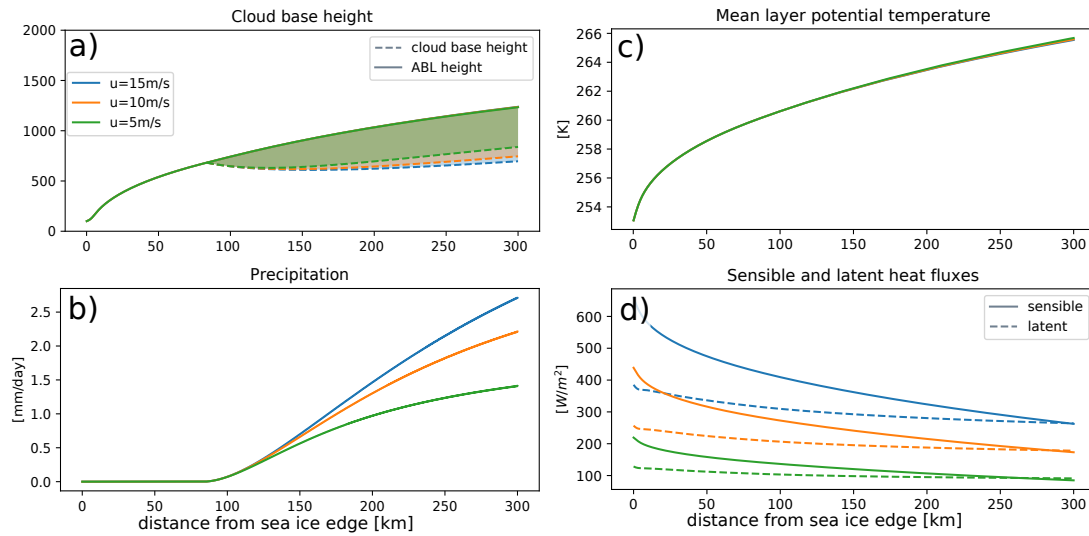 Cloud base height
a)
2000
1500
1000
500
0
u=15m/s
u=10m/s
u=5m/s
cloud base height
ABL height
0 50 100 150 200 250 300
Mean layer potential temperature
c)
266
264
262
260
258
256
254
[K]
0 50 100 150 200 250 300
Precipitation
b)
2.5
2.0
1.5
1.0
0.5
0.0
[mm/day]
0 50 100 150 200 250 300
distance from sea ice edge [km]
Sensible and latent heat fluxes
d)
600
500
400
300
200
100
[W/m²]
sensible
latent
0 50 100 150 200 250 300
distance from sea ice edge [km]